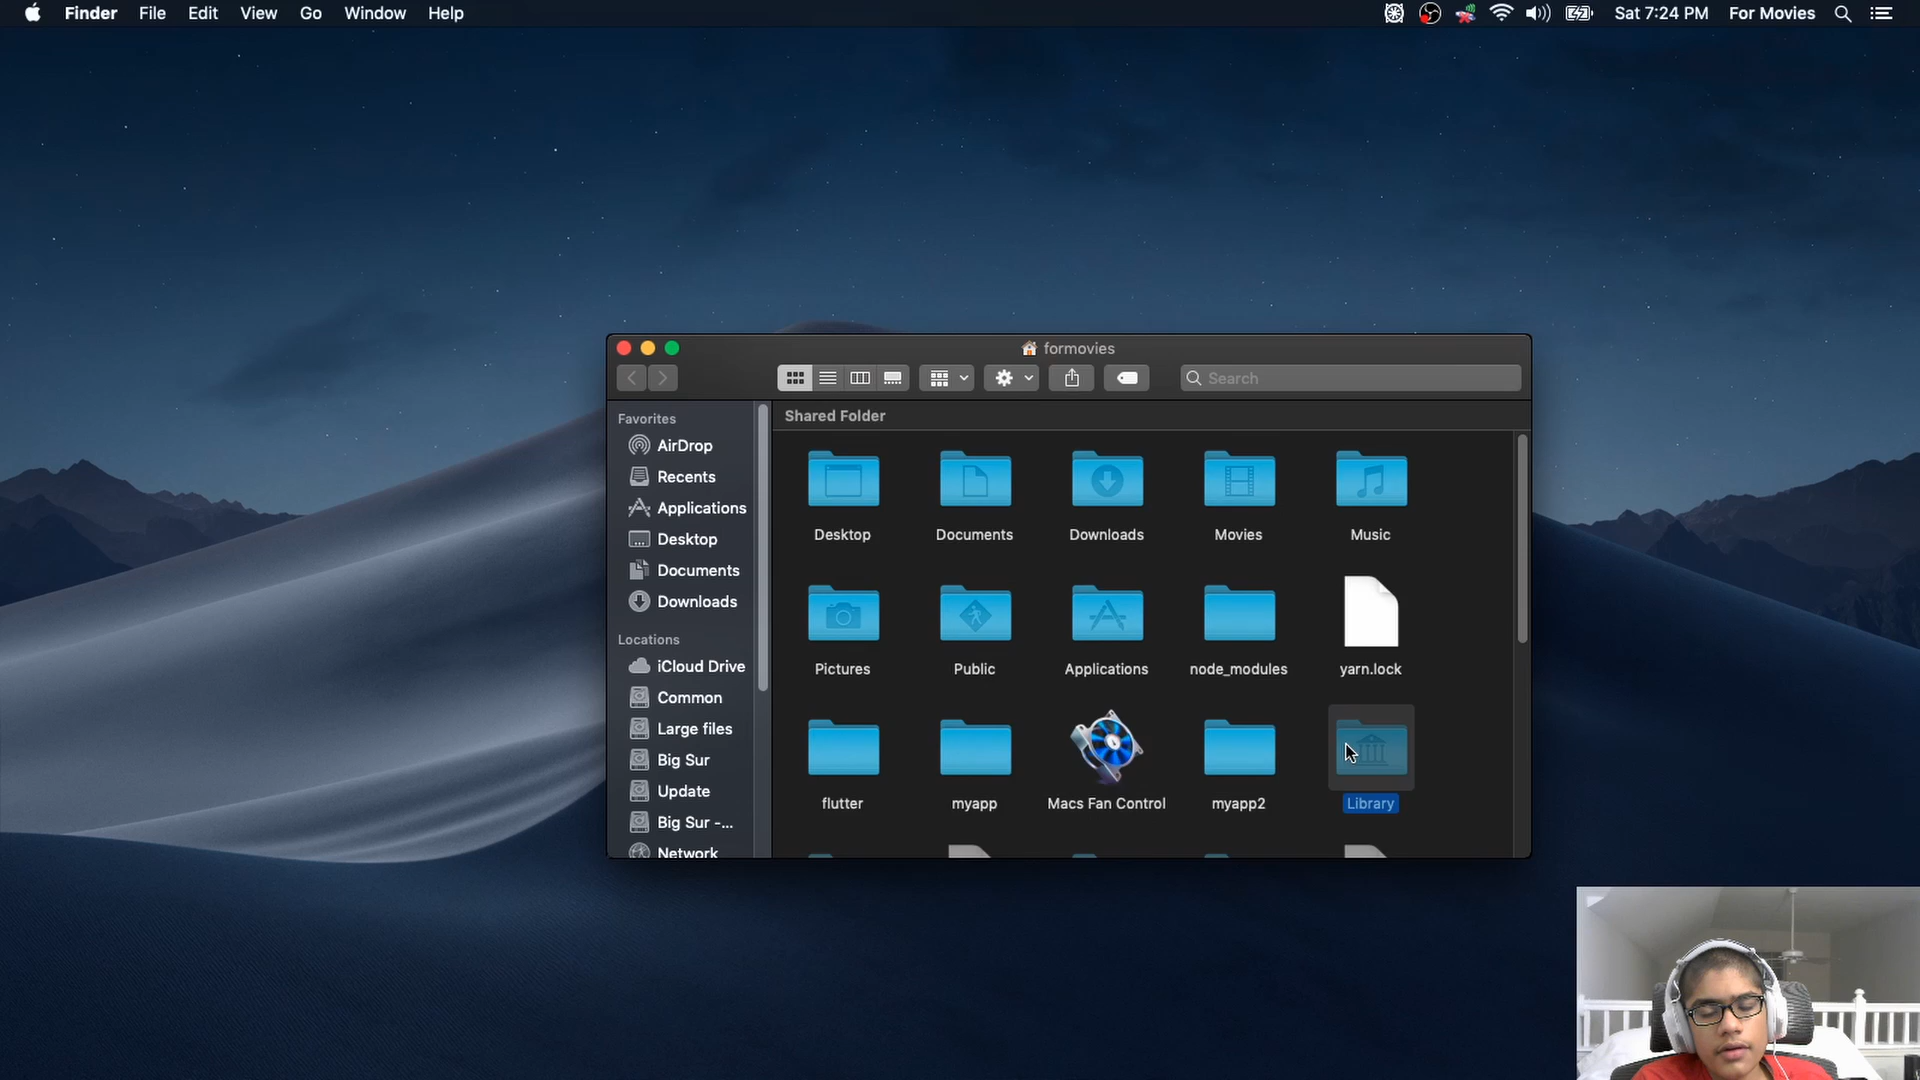 Finder File Edit View Go Window Help Sat 7:24 PM For Movies
formovies
Search
Favorites
AirDrop
Recents
Applications
Desktop
Documents
Downloads
Locations
iCloud Drive
Common
Large files
Big Sur
Update
Big Sur -...
Network
Shared Folder
Desktop Documents Downloads Movies Music
Pictures Public Applications node_modules yarn.lock
flutter myapp Macs Fan Control myapp2 Library